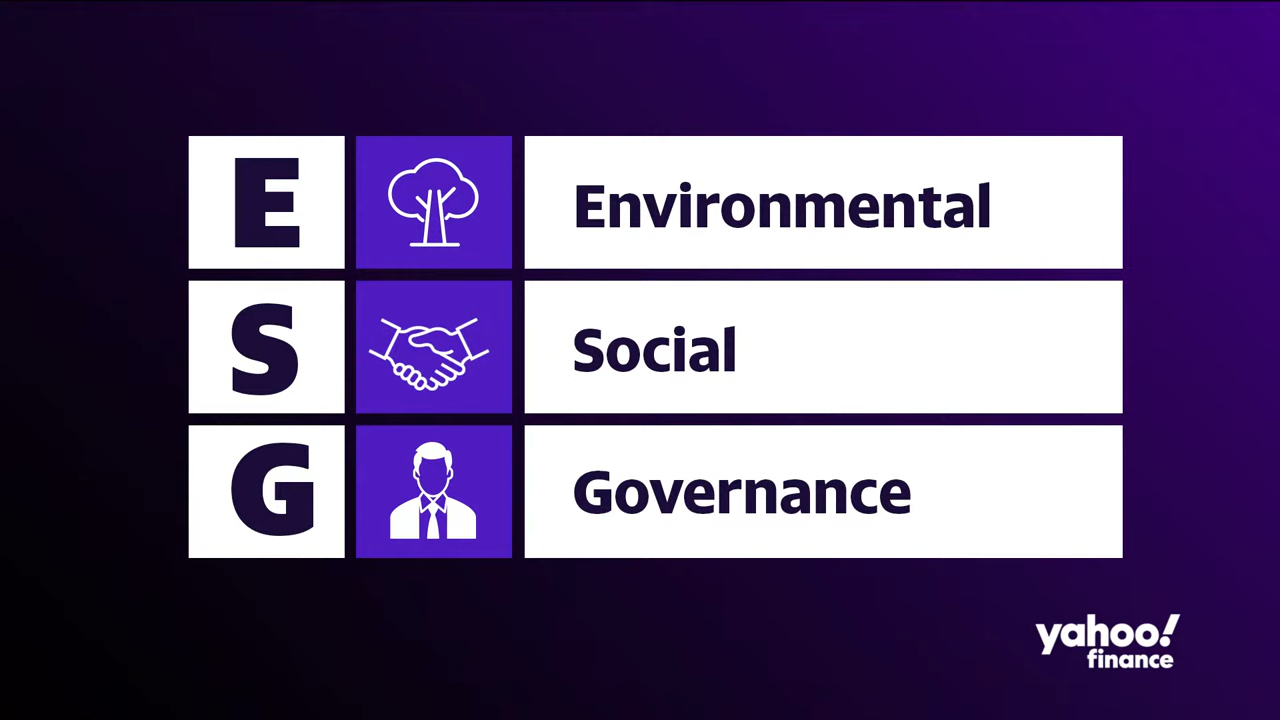 E Environmental
S Social
G Governance
yahoo!
finance